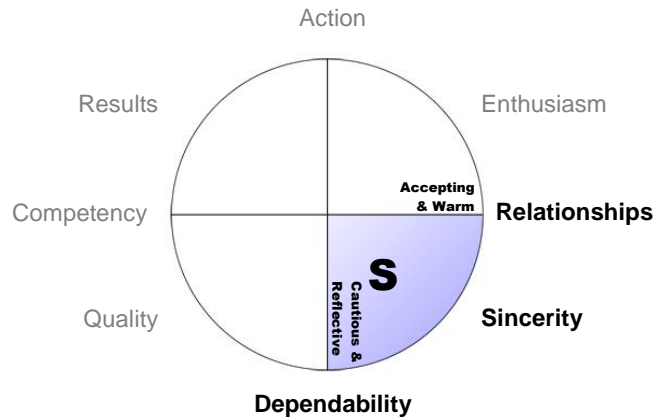 Action
Results
Enthusiasm
Accepting
& Warm
Competency
Relationships
S
Cautious &
Reflective
Quality
Sincerity
Dependability